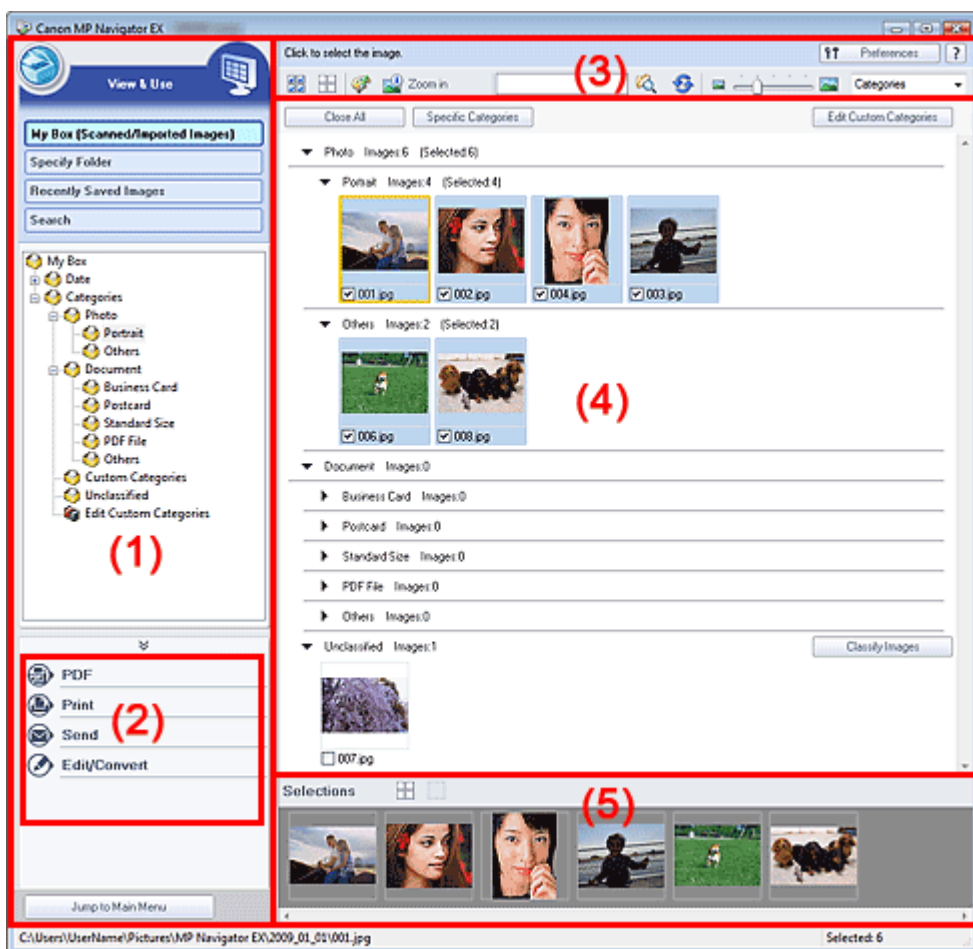 Canon MP Navigator EX
View & Use
My Box (Scanned/Imported Images)
Specify Folder
Recently Saved Images
Search
My Box
Date
Categories
Photo
Portrait
Others
Document
Business Card
Postcard
Standard Size
PDF File
Others
Custom Categories
Unclassified
Edit Custom Categories
(1)
PDF
Print
Send
Edit/Convert
(2)
Jump to Main Menu
Click to select the image.
Preferences
?
Zoom in
(3)
Categories
Close All
Specific Categories
Edit Custom Categories
Photo Images:6 (Selected:6)
Portrait Images:4 (Selected:4)
001.jpg
002.jpg
004.jpg
003.jpg
Others Images:2 (Selected:2)
006.jpg
008.jpg
(4)
Document Images:0
Business Card Images:0
Postcard Images:0
Standard Size Images:0
PDF File Images:0
Others Images:0
Unclassified Images:1
Classify Images
007.jpg
Selections
(5)
C:\Users\UserName\Pictures\MP Navigator EX\2009_01_01\001.jpg
Selected: 6